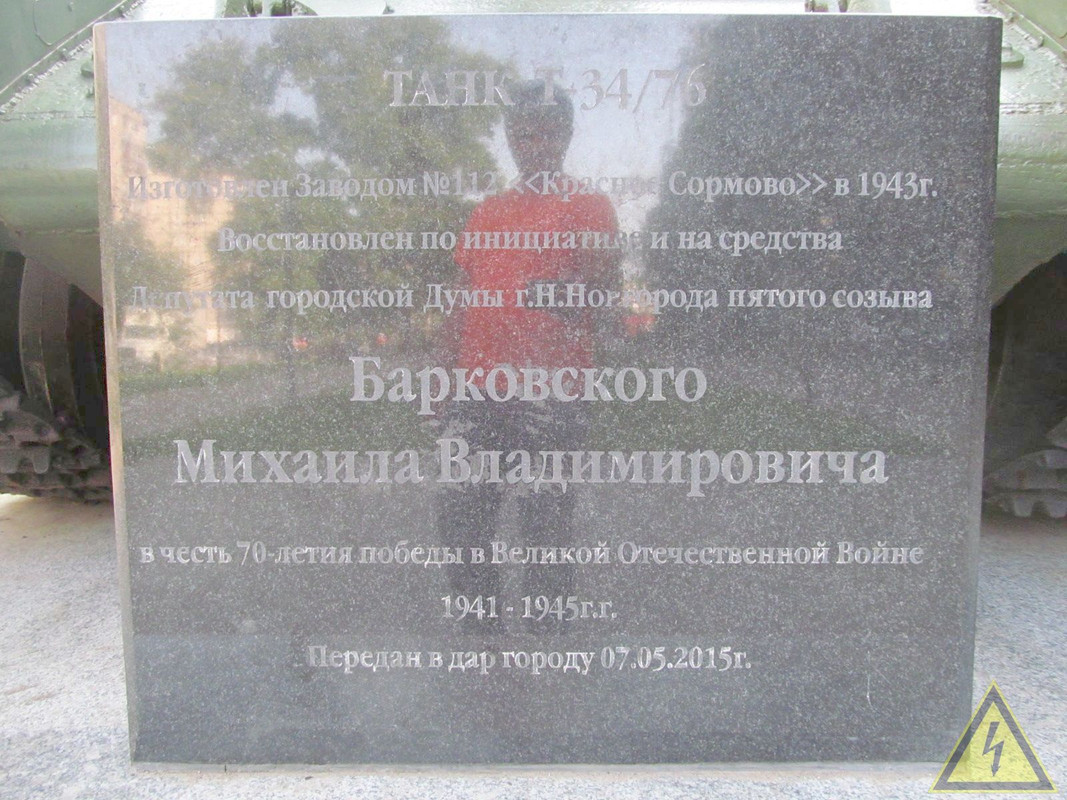 ТАНК Т-34/76
Изготовлен Заводом №112 <<Красное Сормово>> в 1943г.
Восстановлен по инициативе и на средства
Депутата городской Думы г.Н.Новгорода пятого созыва
Барковского
Михаила Владимировича
в честь 70-летия победы в Великой Отечественной Войне
1941 - 1945г.г.
Передан в дар городу 07.05.2015г.